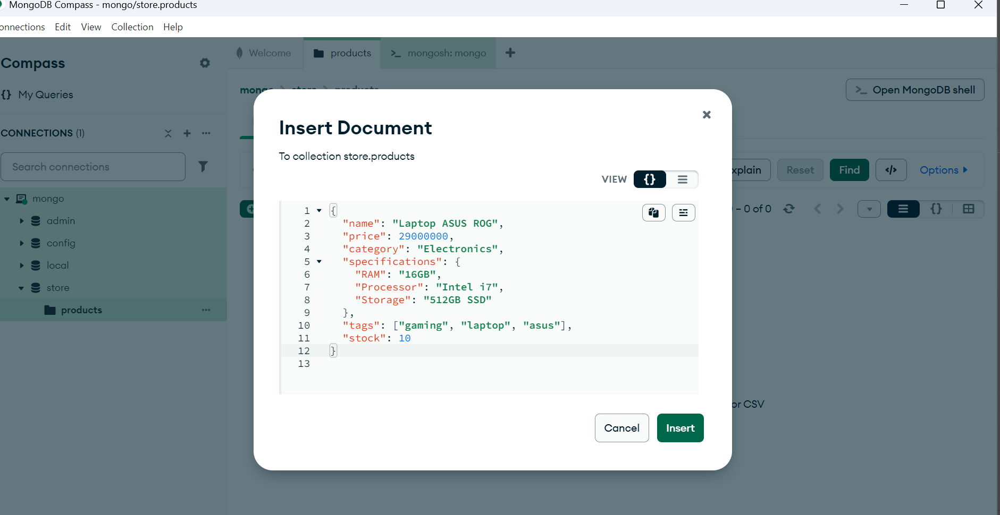 MongoDB Compass - mongo/store.products
onnections Edit View Collection Help
Compass
{} My Queries
CONNECTIONS (1)
Search connections
mongo
admin
config
local
store
products
Welcome
products
>_ mongosh: mongo
mongo > store > products
>_ Open MongoDB shell
xplain
Reset
Find
</>
Options
– 0 of 0
{}
or CSV
Insert Document
To collection store.products
VIEW {}
1 {
2 "name": "Laptop ASUS ROG",
3 "price": 29000000,
4 "category": "Electronics",
5 "specifications": {
6 "RAM": "16GB",
7 "Processor": "Intel i7",
8 "Storage": "512GB SSD"
9 },
10 "tags": ["gaming", "laptop", "asus"],
11 "stock": 10
12 }
13
Cancel
Insert